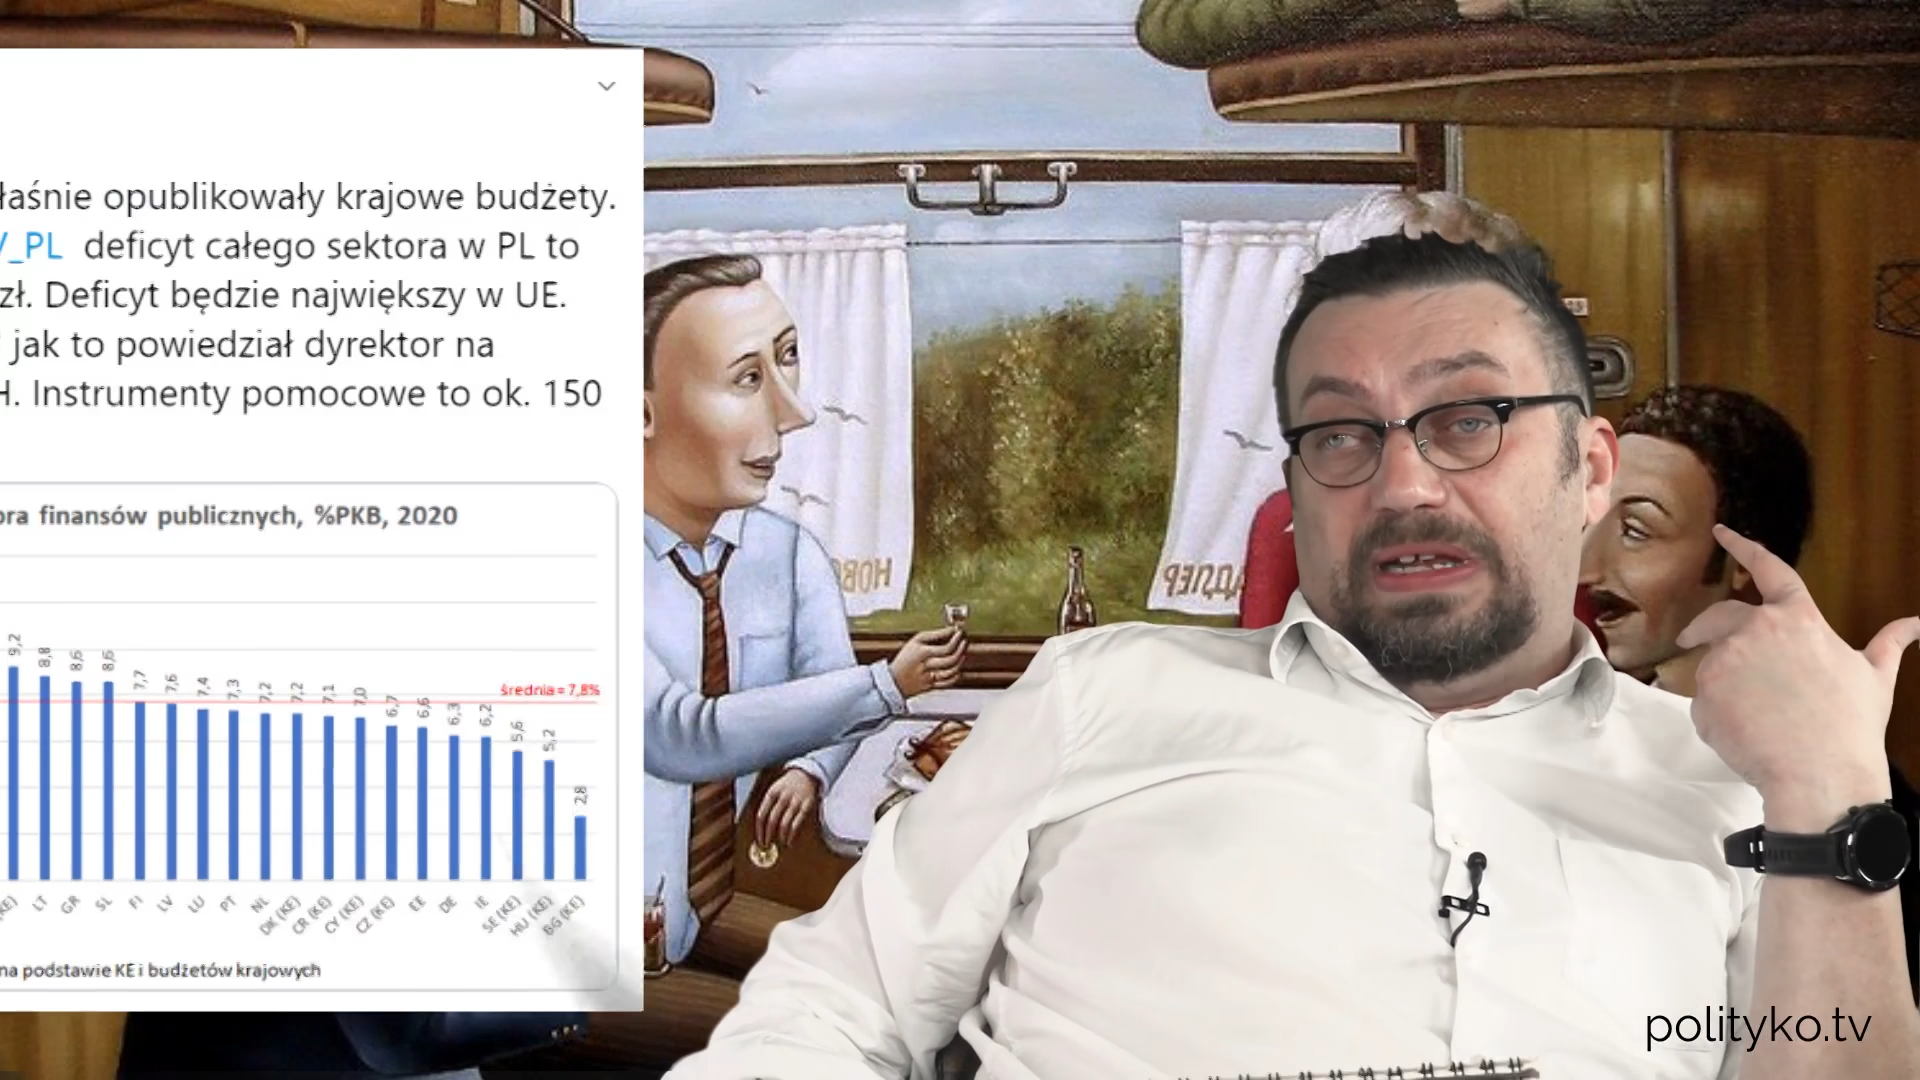 łaśnie opublikowały krajowe budżety.
V_PL deficyt całego sektora w PL to
zł. Deficyt będzie największy w UE.
jak to powiedział dyrektor na
H. Instrumenty pomocowe to ok. 150
ora finansów publicznych, %PKB, 2020
9,2 8,8 8,6 8,6 7,7 7,6 7,4 7,3 7,2 7,2 7,1 7,0 6,7 6,6 6,3 6,2 5,6 5,2 2,8
średnia = 7,8%
(KE) LT GR SL FI LV LU PT NL DK (KE) CR (KE) CY (KE) CZ (KE) EE DE IE SE (KE) HU (KE) BG (KE)
na podstawie KE i budżetów krajowych
polityko.tv